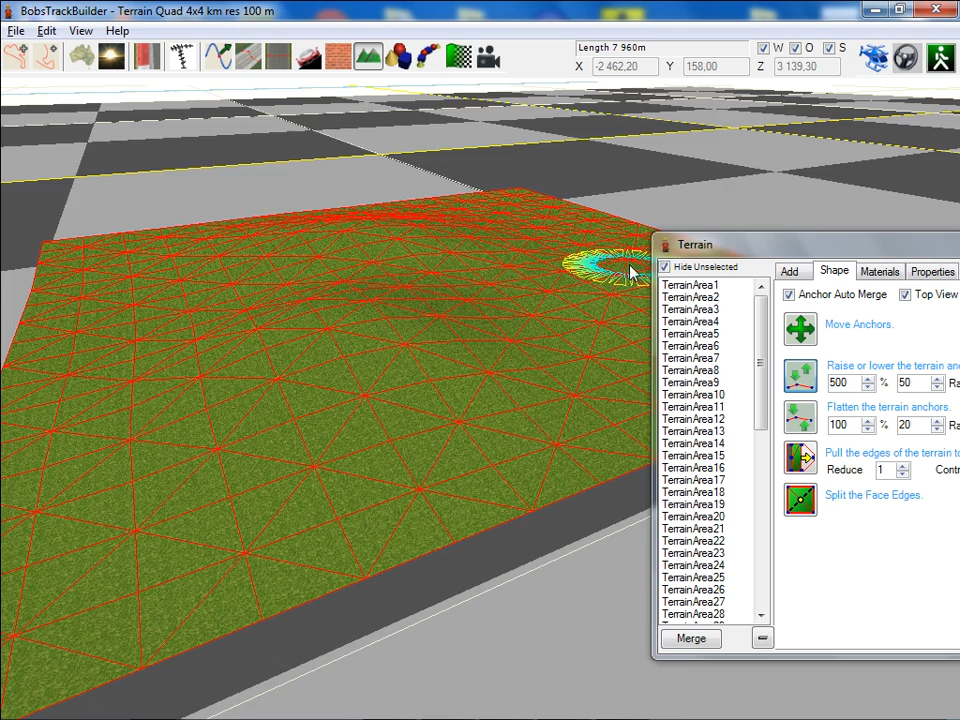 BobsTrackBuilder - Terrain Quad 4x4 km res 100 m
File Edit View Help
Length 7 960m
W O S
X -2 462,20 Y 158,00 Z 3 139,30
Terrain
Hide Unselected
Add Shape Materials Properties
TerrainArea1
TerrainArea2
TerrainArea3
TerrainArea4
TerrainArea5
TerrainArea6
TerrainArea7
TerrainArea8
TerrainArea9
TerrainArea10
TerrainArea11
TerrainArea12
TerrainArea13
TerrainArea14
TerrainArea15
TerrainArea16
TerrainArea17
TerrainArea18
TerrainArea19
TerrainArea20
TerrainArea21
TerrainArea22
TerrainArea23
TerrainArea24
TerrainArea25
TerrainArea26
TerrainArea27
TerrainArea28
Merge
Anchor Auto Merge Top View
Move Anchors.
Raise or lower the terrain an
500 % 50 Ra
Flatten the terrain anchors.
100 % 20 Ra
Pull the edges of the terrain to
Reduce 1 Contr
Split the Face Edges.